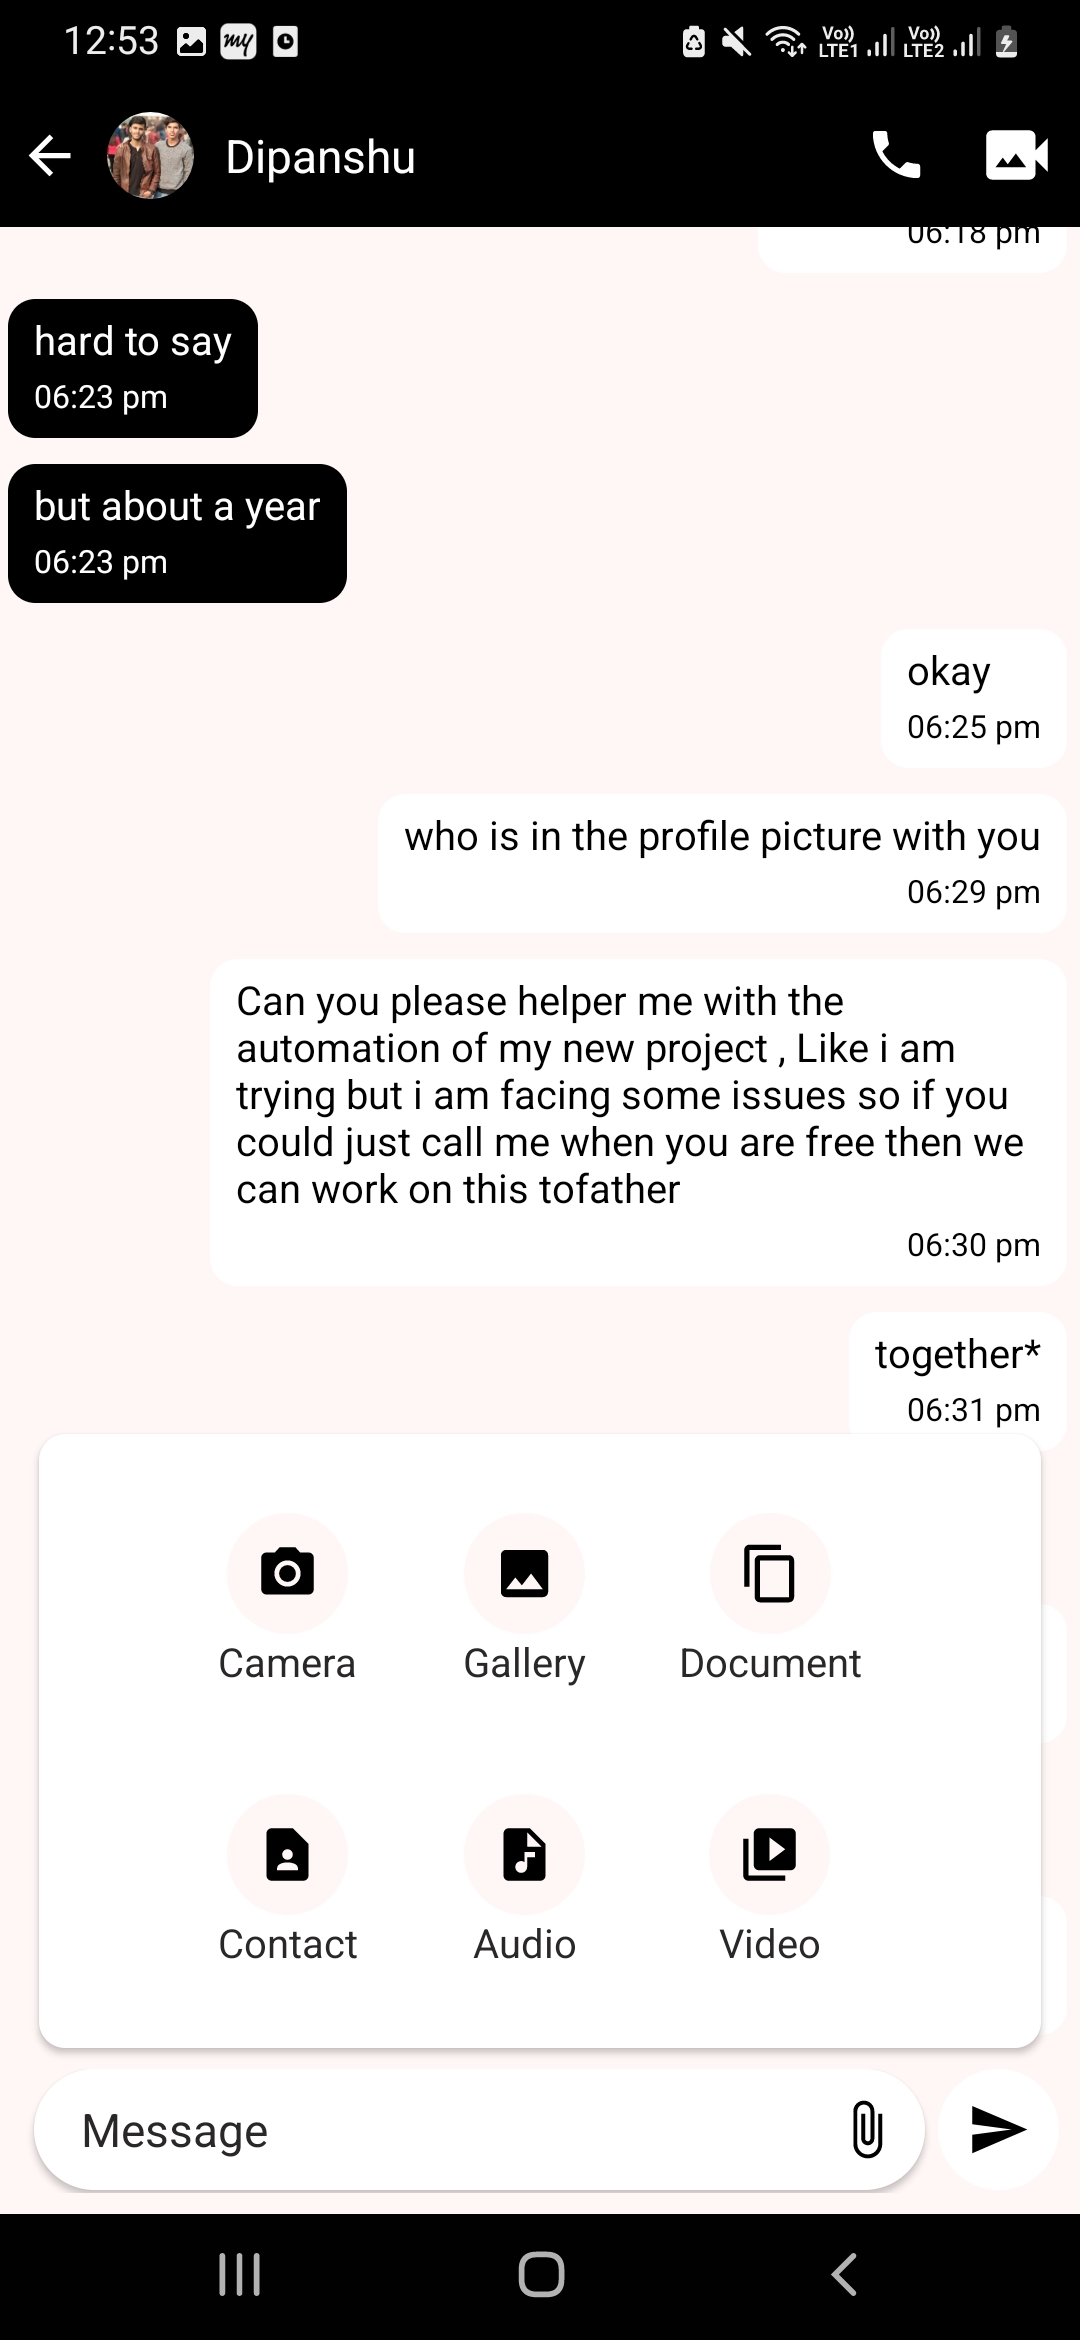 12:53 my Vo)) LTE1 Vo)) LTE2
Dipanshu
06:18 pm
hard to say
06:23 pm
but about a year
06:23 pm
okay
06:25 pm
who is in the profile picture with you
06:29 pm
Can you please helper me with the
automation of my new project , Like i am
trying but i am facing some issues so if you
could just call me when you are free then we
can work on this tofather
06:30 pm
together*
06:31 pm
Camera Gallery Document
Contact Audio Video
Message